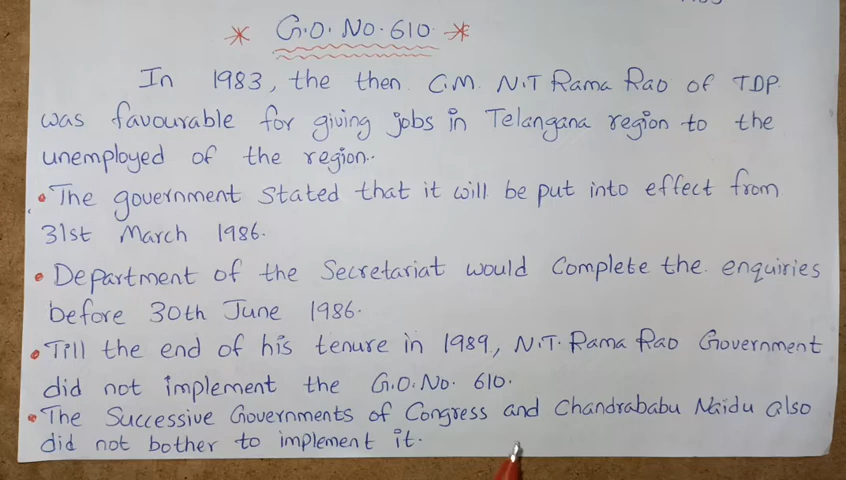 * G.O. NO. 610 *
In 1983, the then C.M. N.T Rama Rao of TDP.
was favourable for giving jobs in Telangana region to the
unemployed of the region.
• The government stated that it will be put into effect from
31st March 1986.
• Department of the Secretariat would complete the enquiries
before 30th June 1986.
• Till the end of his tenure in 1989, N.T. Rama Rao Government
did not implement the G.O.No. 610.
• The Successive Governments of Congress and Chandrababu Naidu also
did not bother to implement it.